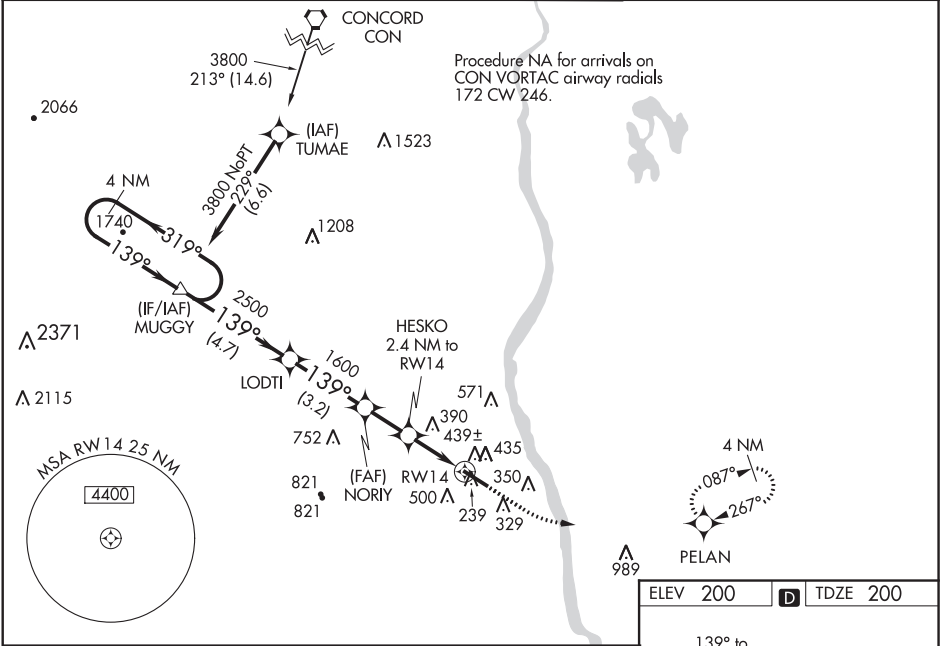 CONCORD
CON
3800
213° (14.6)
Procedure NA for arrivals on
CON VORTAC airway radials
172 CW 246.
2066
(IAF)
TUMAE
1523
3800 NoPT
229°
(6.6)
4 NM
1740
319°
139°
1208
(IF/IAF)
MUGGY
2500
139°
(4.7)
2371
HESKO
2.4 NM to
RW14
LODTI
1600
139°
(3.2)
2115
571
390
752
439±
435
MSA RW14 25 NM
4400
(FAF)
NORIY
RW14
350
821
821
500
239
329
4 NM
087°
267°
PELAN
989
ELEV 200
D
TDZE 200
139° to